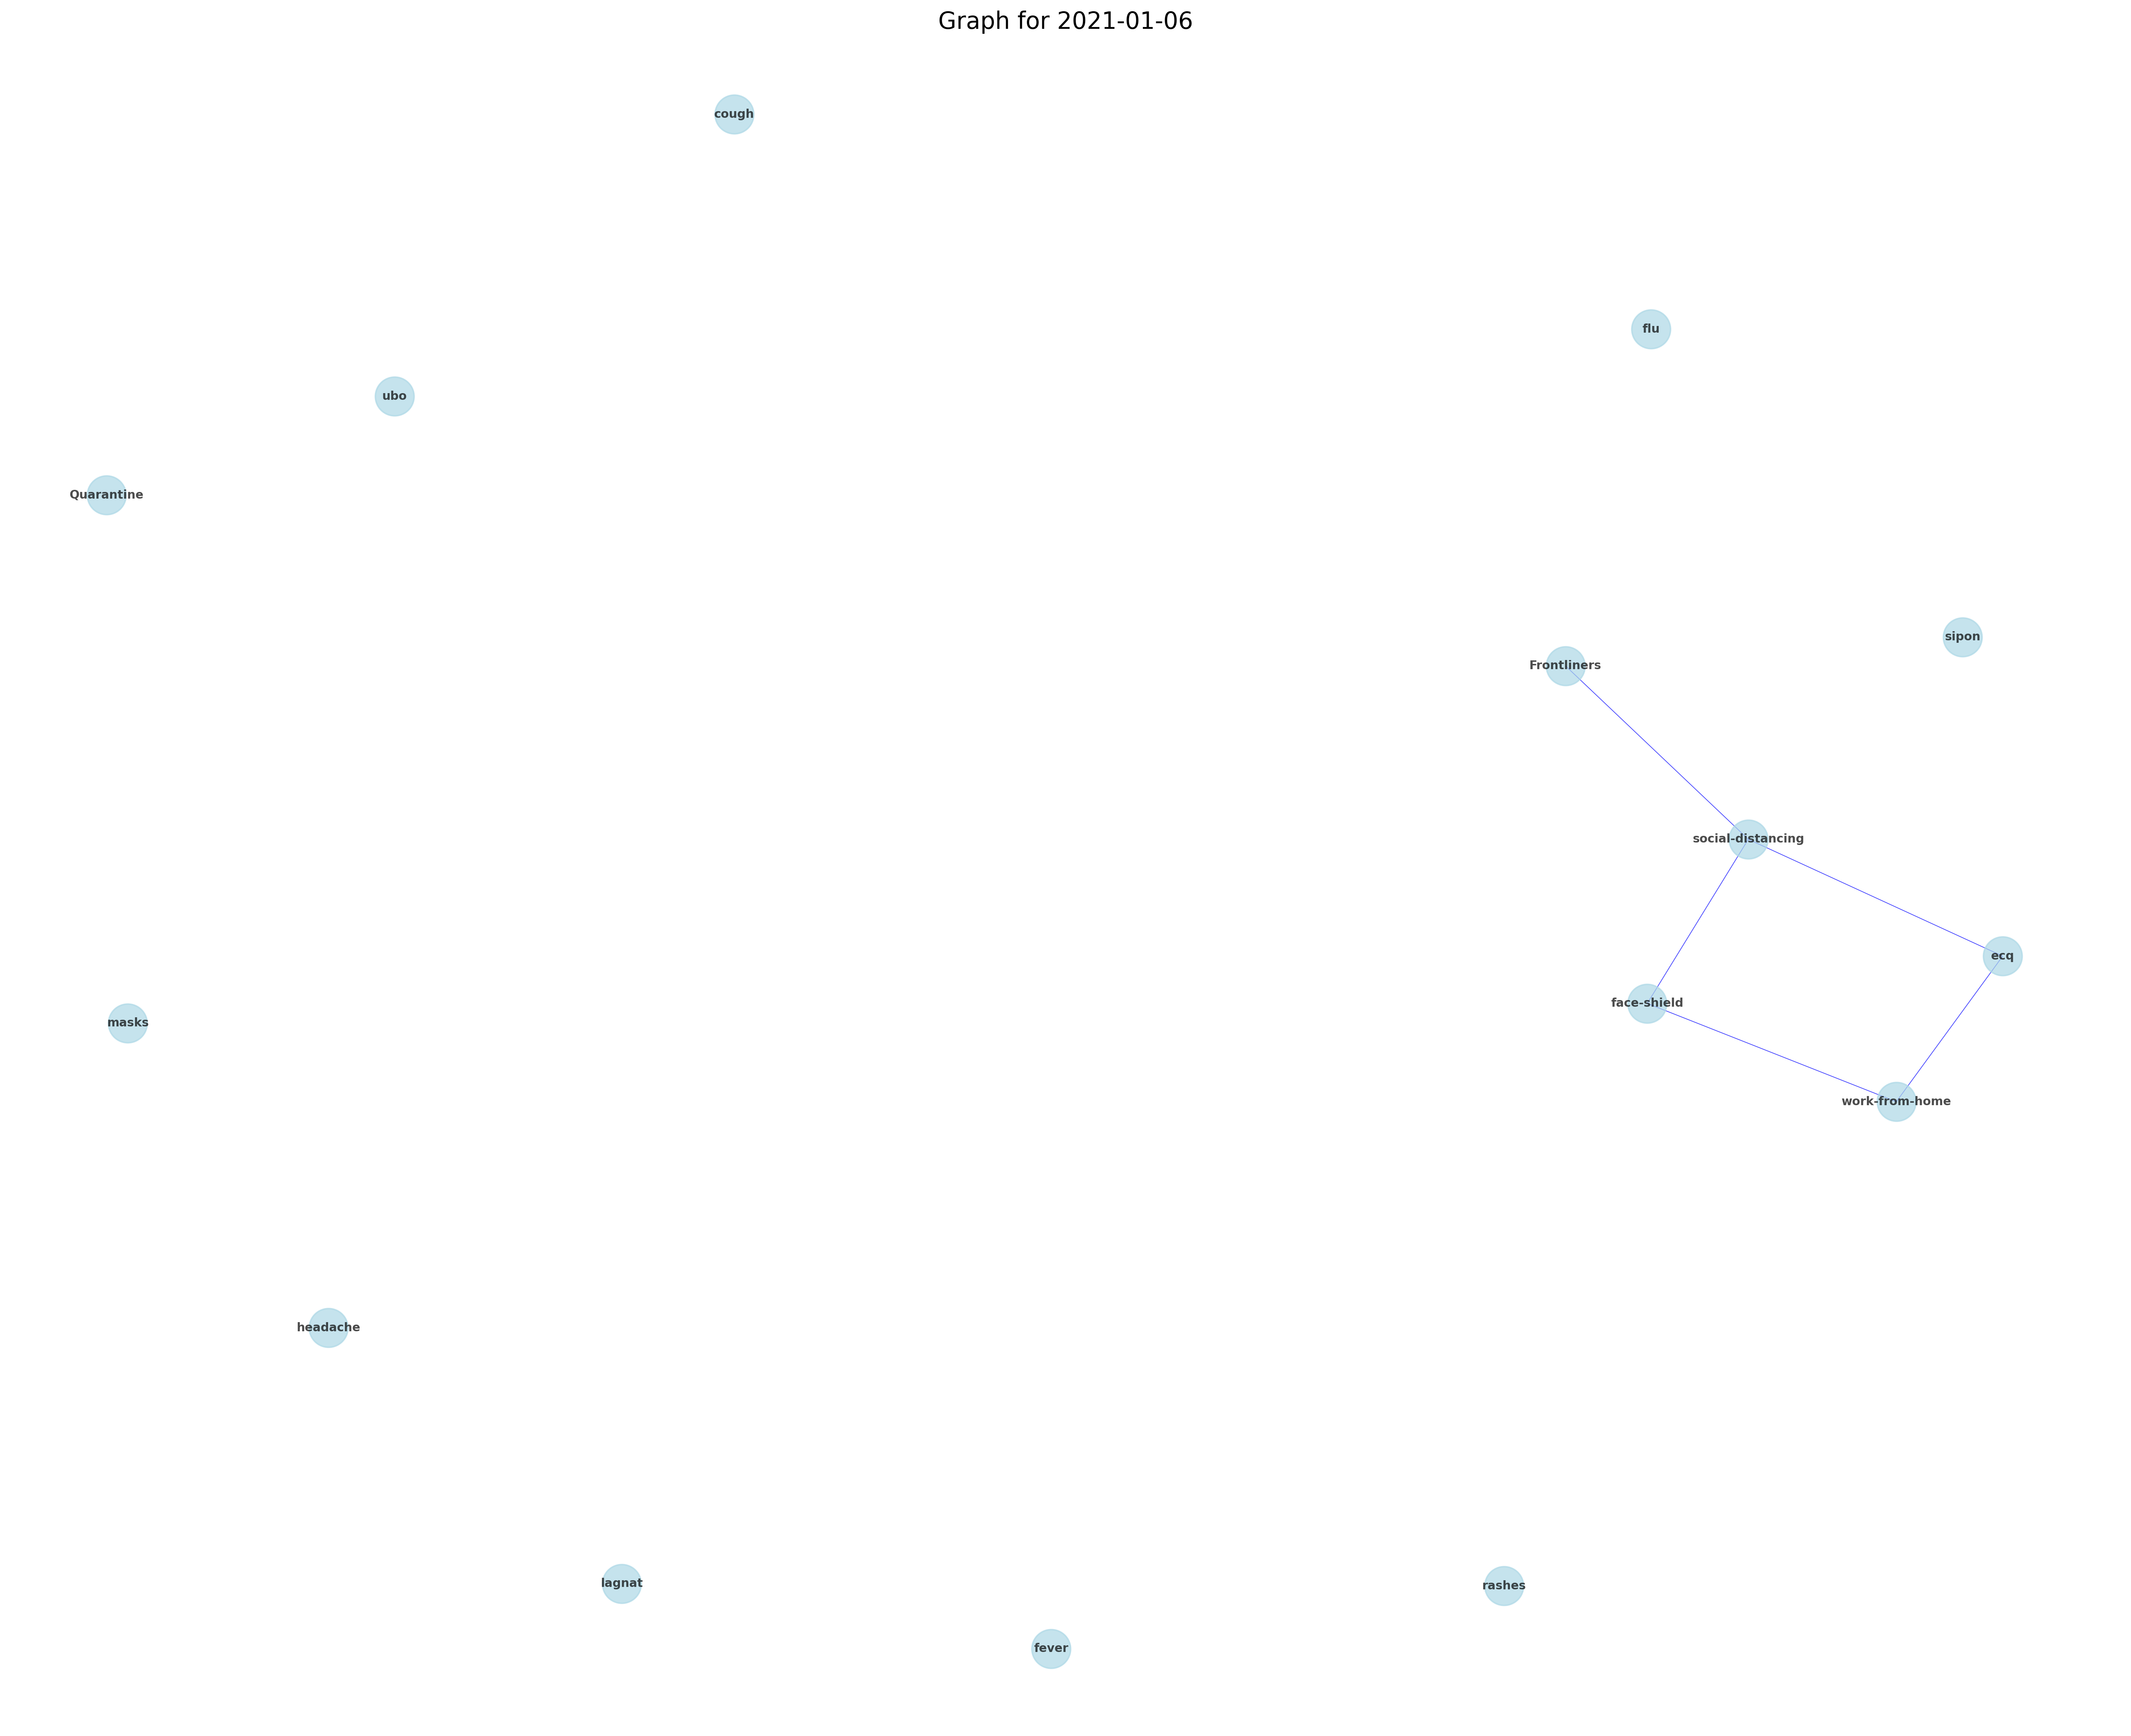 Graph for 2021-01-06
cough
flu
ubo
Quarantine
sipon
Frontliners
social-distancing
ecq
face-shield
masks
work-from-home
headache
lagnat
rashes
fever